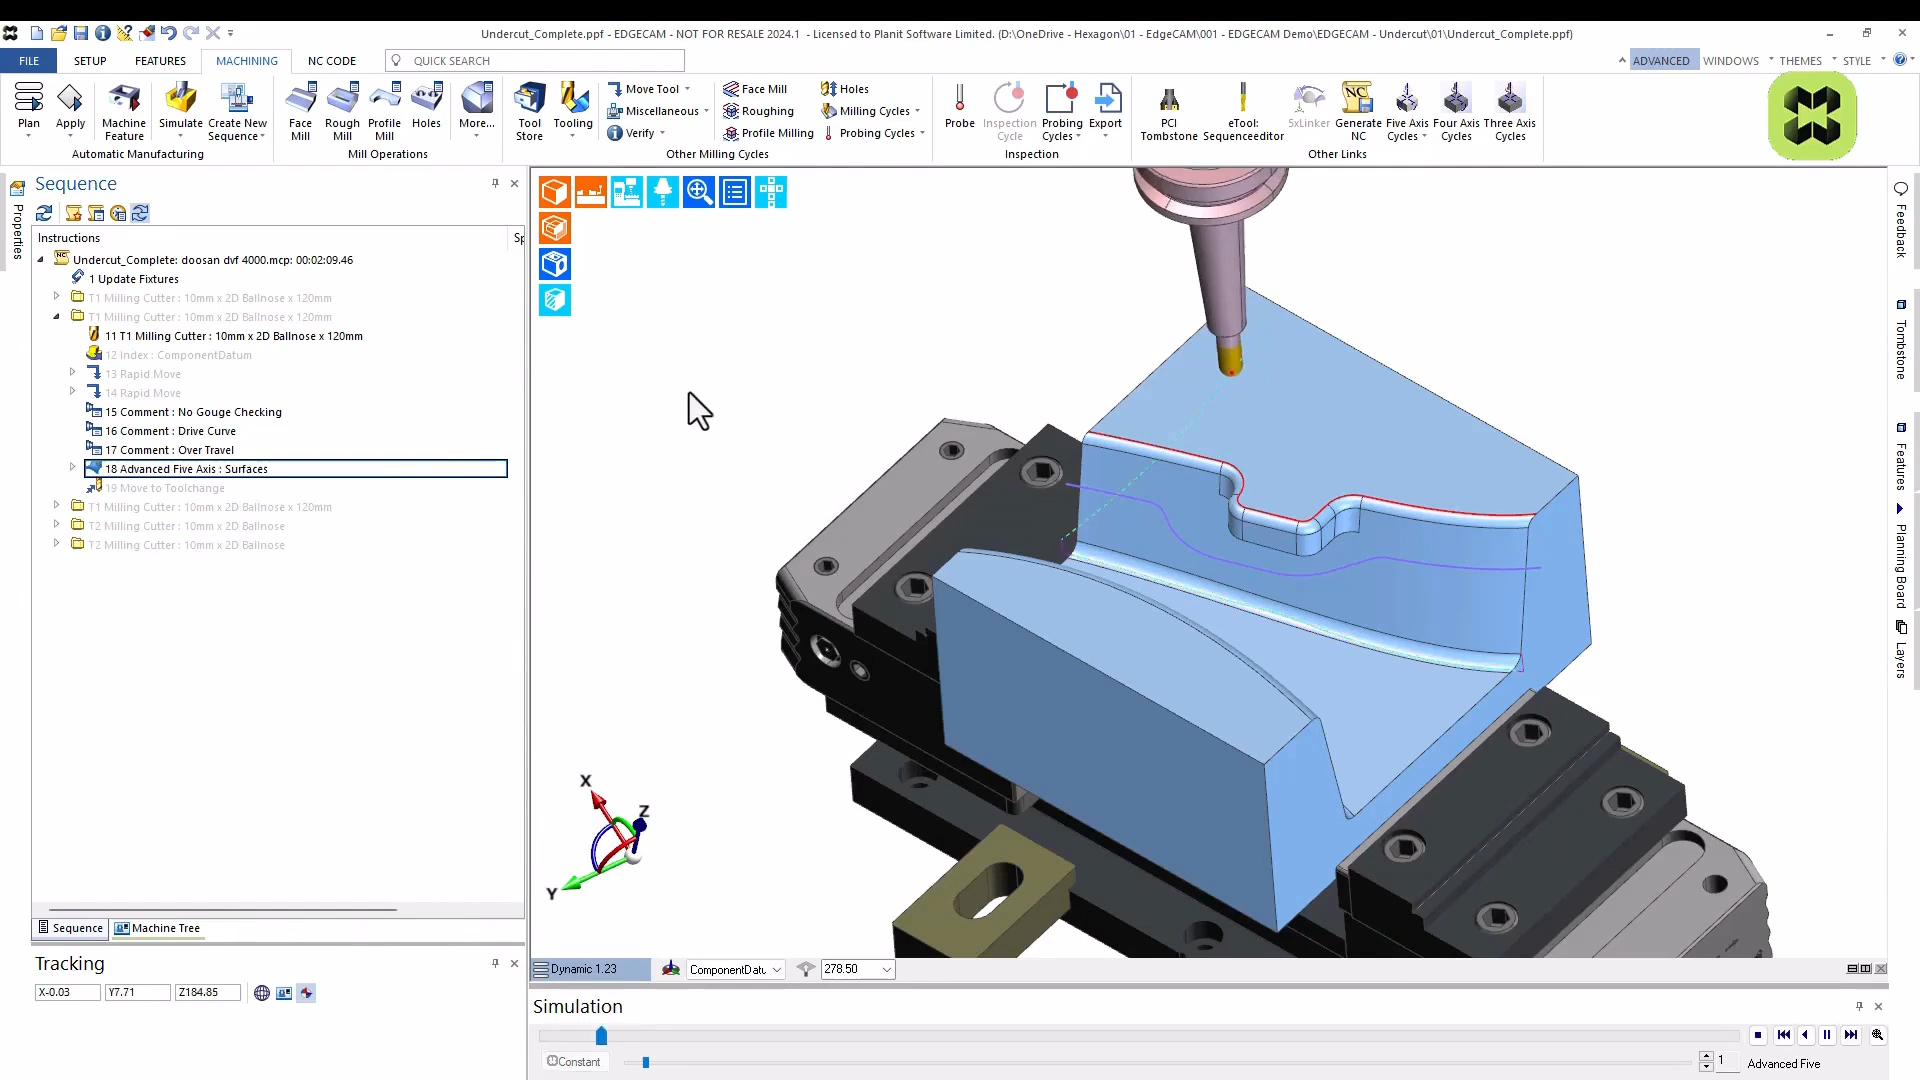 Undercut_Complete.ppf - EDGECAM - NOT FOR RESALE 2024.1 - Licensed to Planit Software Limited. (D:\OneDrive - Hexagon\01 - EdgeCAM\001 - EDGECAM Demo\EDGECAM - Undercut\01\Undercut_Complete.ppf)
FILE SETUP FEATURES MACHINING NC CODE QUICK SEARCH ADVANCED WINDOWS THEMES STYLE
Plan Apply Machine Feature Simulate Create New Sequence
Automatic Manufacturing
Face Mill Rough Mill Profile Mill Holes More...
Mill Operations
Tool Store Tooling
Move Tool Face Mill Holes
Miscellaneous Roughing Milling Cycles
Verify Profile Milling Probing Cycles
Other Milling Cycles
Probe Inspection Cycle Probing Cycles Export
Inspection
PCI Tombstone eTool: Sequenceeditor 5xLinker Generate NC Five Axis Cycles Four Axis Cycles Three Axis Cycles
Other Links
Properties
Sequence
Instructions Sp
Undercut_Complete: doosan dvf 4000.mcp: 00:02:09.46
1 Update Fixtures
T1 Milling Cutter : 10mm x 2D Ballnose x 120mm
T1 Milling Cutter : 10mm x 2D Ballnose x 120mm
11 T1 Milling Cutter : 10mm x 2D Ballnose x 120mm
12 Index : ComponentDatum
13 Rapid Move
14 Rapid Move
15 Comment : No Gouge Checking
16 Comment : Drive Curve
17 Comment : Over Travel
18 Advanced Five Axis : Surfaces
19 Move to Toolchange
T1 Milling Cutter : 10mm x 2D Ballnose x 120mm
T2 Milling Cutter : 10mm x 2D Ballnose
T2 Milling Cutter : 10mm x 2D Ballnose
Sequence Machine Tree
Tracking
X-0.03 Y7.71 Z184.85
X
Z
Y
Dynamic 1.23 ComponentDatu 278.50
Simulation
Constant 1 Advanced Five
Feedback
Tombstone
Features
Planning Board
Layers